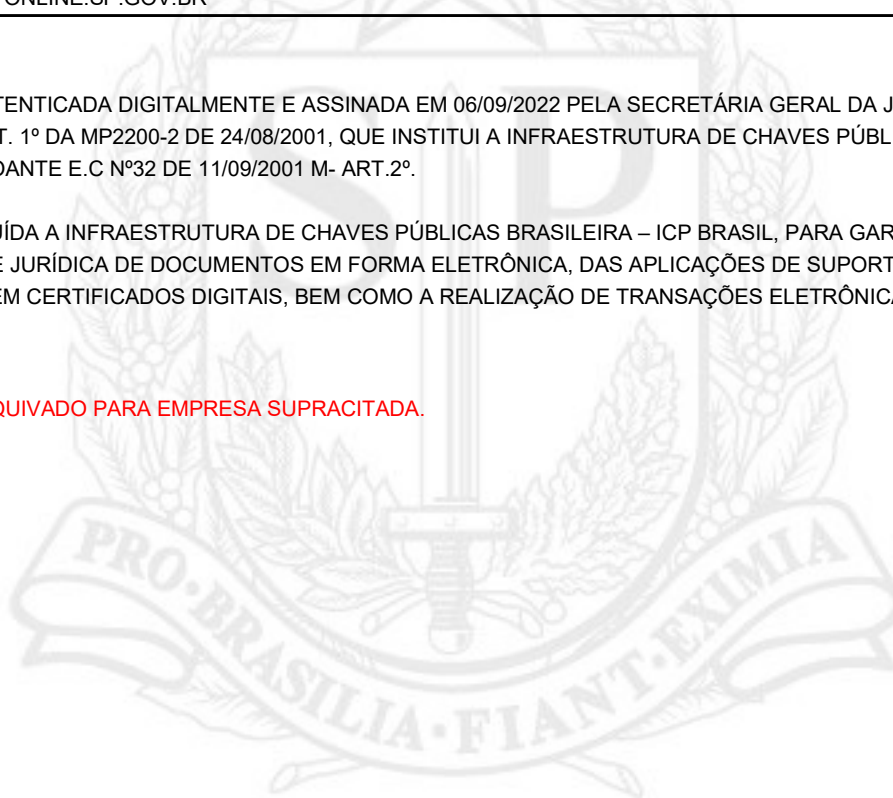 ONLINE.SP.GOV.BR
TENTICADA DIGITALMENTE E ASSINADA EM 06/09/2022 PELA SECRETÁRIA GERAL DA J
T. 1º DA MP2200-2 DE 24/08/2001, QUE INSTITUI A INFRAESTRUTURA DE CHAVES PÚBL
DANTE E.C Nº32 DE 11/09/2001 M- ART.2º.
UÍDA A INFRAESTRUTURA DE CHAVES PÚBLICAS BRASILEIRA – ICP BRASIL, PARA GAR
E JURÍDICA DE DOCUMENTOS EM FORMA ELETRÔNICA, DAS APLICAÇÕES DE SUPORT
EM CERTIFICADOS DIGITAIS, BEM COMO A REALIZAÇÃO DE TRANSAÇÕES ELETRÔNICA
QUIVADO PARA EMPRESA SUPRACITADA.
SP
PRO·BRASILIA·FIANT·EXIMIA